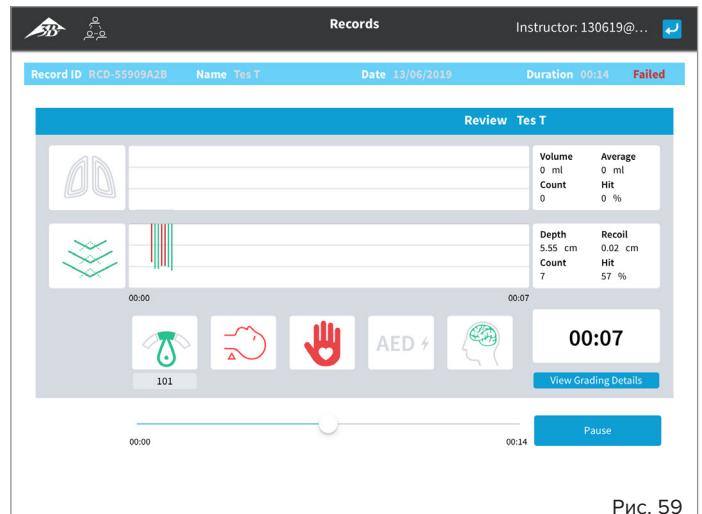 3B
Records
Instructor: 130619@...
Record ID RCD-55909A2B Name Tes T Date 13/06/2019 Duration 00:14 Failed
Review Tes T
Volume Average
0 ml 0 ml
Count Hit
0 0 %
Depth Recoil
5.55 cm 0.02 cm
Count Hit
7 57 %
00:00 00:07
AED
00:07
101
View Grading Details
00:00 00:14
Pause
Рис. 59